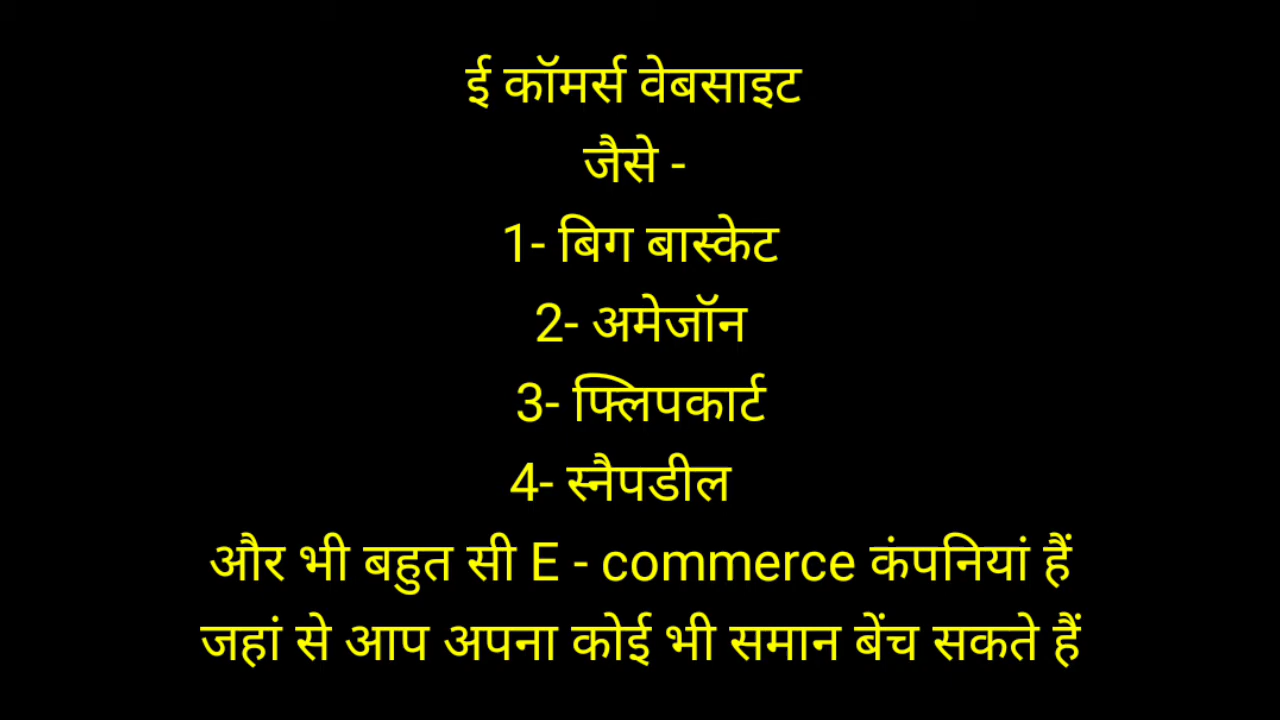 ई कॉमर्स वेबसाइट
जैसे -
1- बिग बास्केट
2- अमेजॉन
3- फ्लिपकार्ट
4- स्नैपडील
और भी बहुत सी E - commerce कंपनियां हैं
जहां से आप अपना कोई भी समान बेंच सकते हैं